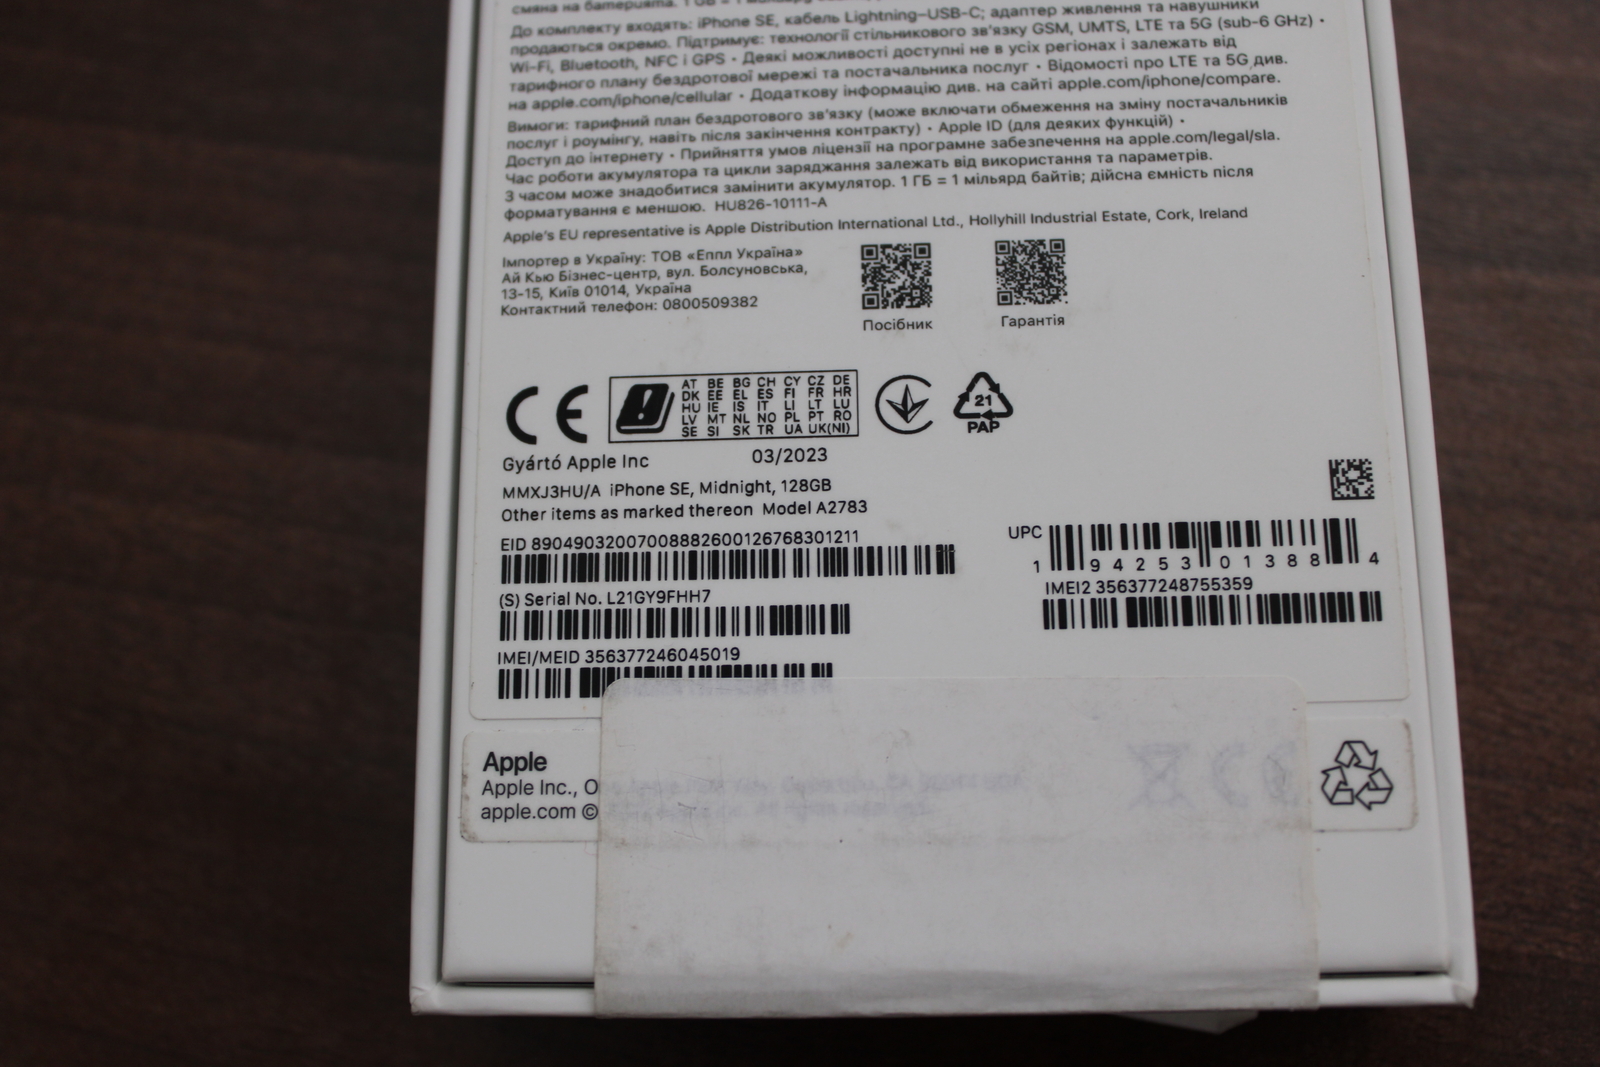 смяна на батерията. 1 GB = 1
До комплекту входять: iPhone SE, кабель Lightning–USB-C; адаптер живлення та навушники
продаються окремо. Підтримує: технології стільникового зв'язку GSM, UMTS, LTE та 5G (sub-6 GHz) •
Wi-Fi, Bluetooth, NFC і GPS • Деякі можливості доступні не в усіх регіонах і залежать від
тарифного плану бездротової мережі та постачальника послуг • Відомості про LTE та 5G див.
на apple.com/iphone/cellular • Додаткову інформацію див. на сайті apple.com/iphone/compare.
Вимоги: тарифний план бездротового зв'язку (може включати обмеження на зміну постачальників
послуг і роумінгу, навіть після закінчення контракту) • Apple ID (для деяких функцій) •
Доступ до інтернету • Прийняття умов ліцензії на програмне забезпечення на apple.com/legal/sla.
Час роботи акумулятора та цикли заряджання залежать від використання та параметрів.
З часом може знадобитися замінити акумулятор. 1 ГБ = 1 мільярд байтів; дійсна ємність після
форматування є меншою. HU826-10111-A
Apple's EU representative is Apple Distribution International Ltd., Hollyhill Industrial Estate, Cork, Ireland
Імпортер в Україну: ТОВ «Еппл Україна»
Ай Кью Бізнес-центр, вул. Болсуновська,
13-15, Київ 01014, Україна
Контактний телефон: 0800509382
Посібник
Гарантія
CE
AT BE BG CH CY CZ DE
DK EE EL ES FI FR HR
HU IE IS IT LI LT LU
LV MT NL NO PL PT RO
SE SI SK TR UA UK(NI)
21
PAP
Gyártó Apple Inc 03/2023
MMXJ3HU/A iPhone SE, Midnight, 128GB
Other items as marked thereon Model A2783
EID 89049032007008882600126768301211
UPC
1 94253 01388 4
(S) Serial No. L21GY9FHH7
IMEI2 356377248755359
IMEI/MEID 356377246045019
Apple
Apple Inc., O
apple.com ©